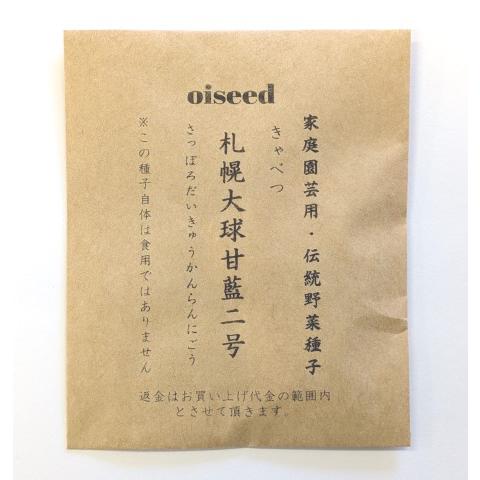 oiseed
家庭園芸用・伝統野菜種子
きゃべつ
札幌大球甘藍二号
さっぽろだいきゅうかんらんにごう
※この種子自体は食用ではありません
返金はお買い上げ代金の範囲内
とさせて頂きます。